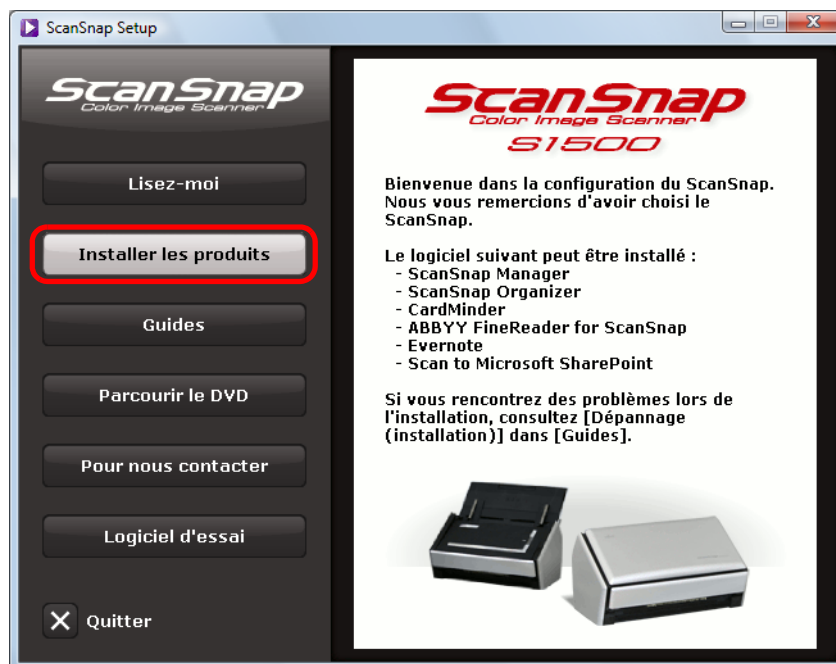 ScanSnap Setup
ScanSnap
Color Image Scanner
Lisez-moi
Installer les produits
Guides
Parcourir le DVD
Pour nous contacter
Logiciel d'essai
Quitter
ScanSnap
Color Image Scanner
S1500
Bienvenue dans la configuration du ScanSnap.
Nous vous remercions d'avoir choisi le
ScanSnap.
Le logiciel suivant peut être installé :
- ScanSnap Manager
- ScanSnap Organizer
- CardMinder
- ABBYY FineReader for ScanSnap
- Evernote
- Scan to Microsoft SharePoint
Si vous rencontrez des problèmes lors de
l'installation, consultez [Dépannage
(installation)] dans [Guides].